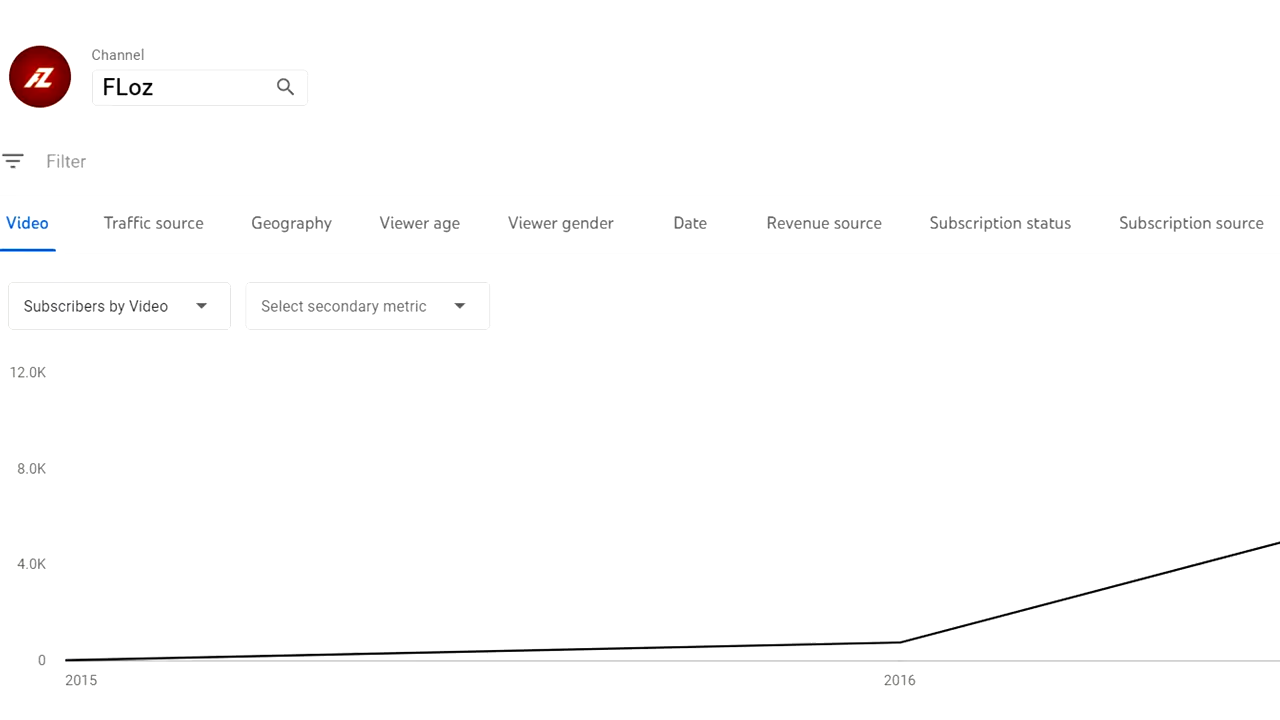 Channel
FLoz
Filter
Video Traffic source Geography Viewer age Viewer gender Date Revenue source Subscription status Subscription source
Subscribers by Video Select secondary metric
12.0K
8.0K
4.0K
0
2015 2016